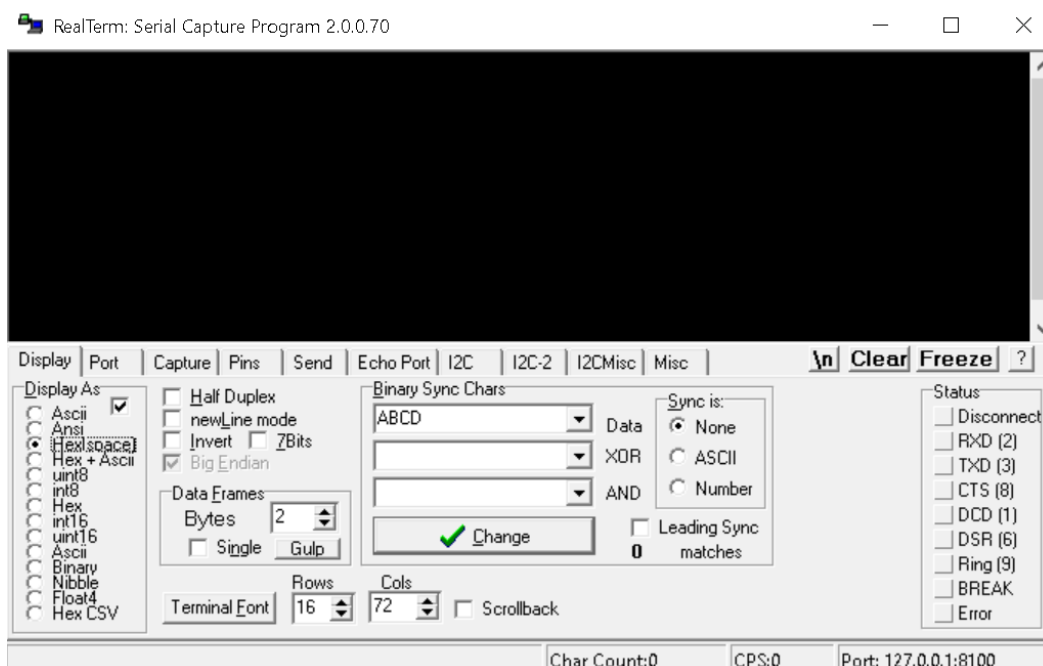 RealTerm: Serial Capture Program 2.0.0.70
Display Port Capture Pins Send Echo Port I2C I2C-2 I2CMisc Misc \n Clear Freeze ?
Display As
Ascii
Ansi
Hex[space]
Hex + Ascii
uint8
int8
Hex
int16
uint16
Ascii
Binary
Nibble
Float4
Hex CSV
Half Duplex
newLine mode
Invert 7Bits
Big Endian
Data Frames
Bytes 2
Single Gulp
Terminal Font
Rows
16
Cols
72
Scrollback
Binary Sync Chars
ABCD Data
XOR
AND
Change
Sync is:
None
ASCII
Number
Leading Sync
0 matches
Status
Disconnect
RXD (2)
TXD (3)
CTS (8)
DCD (1)
DSR (6)
Ring (9)
BREAK
Error
Char Count:0 CPS:0 Port: 127.0.0.1:8100